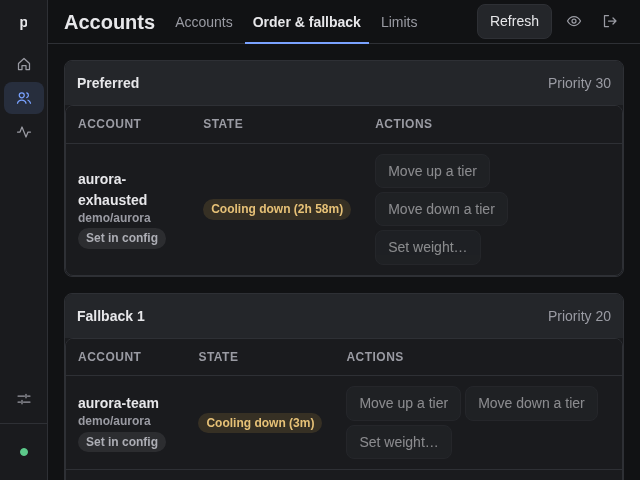 p
Accounts
Accounts Order & fallback Limits Refresh
Preferred Priority 30
ACCOUNT STATE ACTIONS
aurora-
exhausted
demo/aurora
Set in config
Cooling down (2h 58m)
Move up a tier
Move down a tier
Set weight…
Fallback 1 Priority 20
ACCOUNT STATE ACTIONS
aurora-team
demo/aurora
Set in config
Cooling down (3m)
Move up a tier Move down a tier
Set weight…